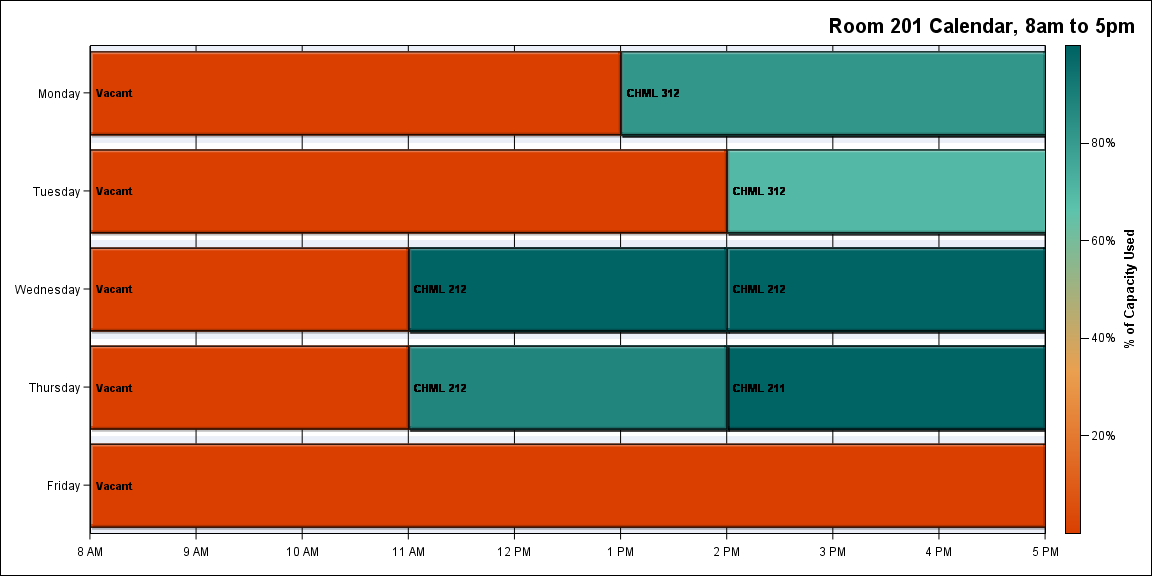 Room 201 Calendar, 8am to 5pm
Monday
Vacant
CHML 312
Tuesday
Vacant
CHML 312
Wednesday
Vacant
CHML 212
CHML 212
Thursday
Vacant
CHML 212
CHML 211
Friday
Vacant
8 AM
9 AM
10 AM
11 AM
12 PM
1 PM
2 PM
3 PM
4 PM
5 PM
80%
60%
40%
20%
% of Capacity Used